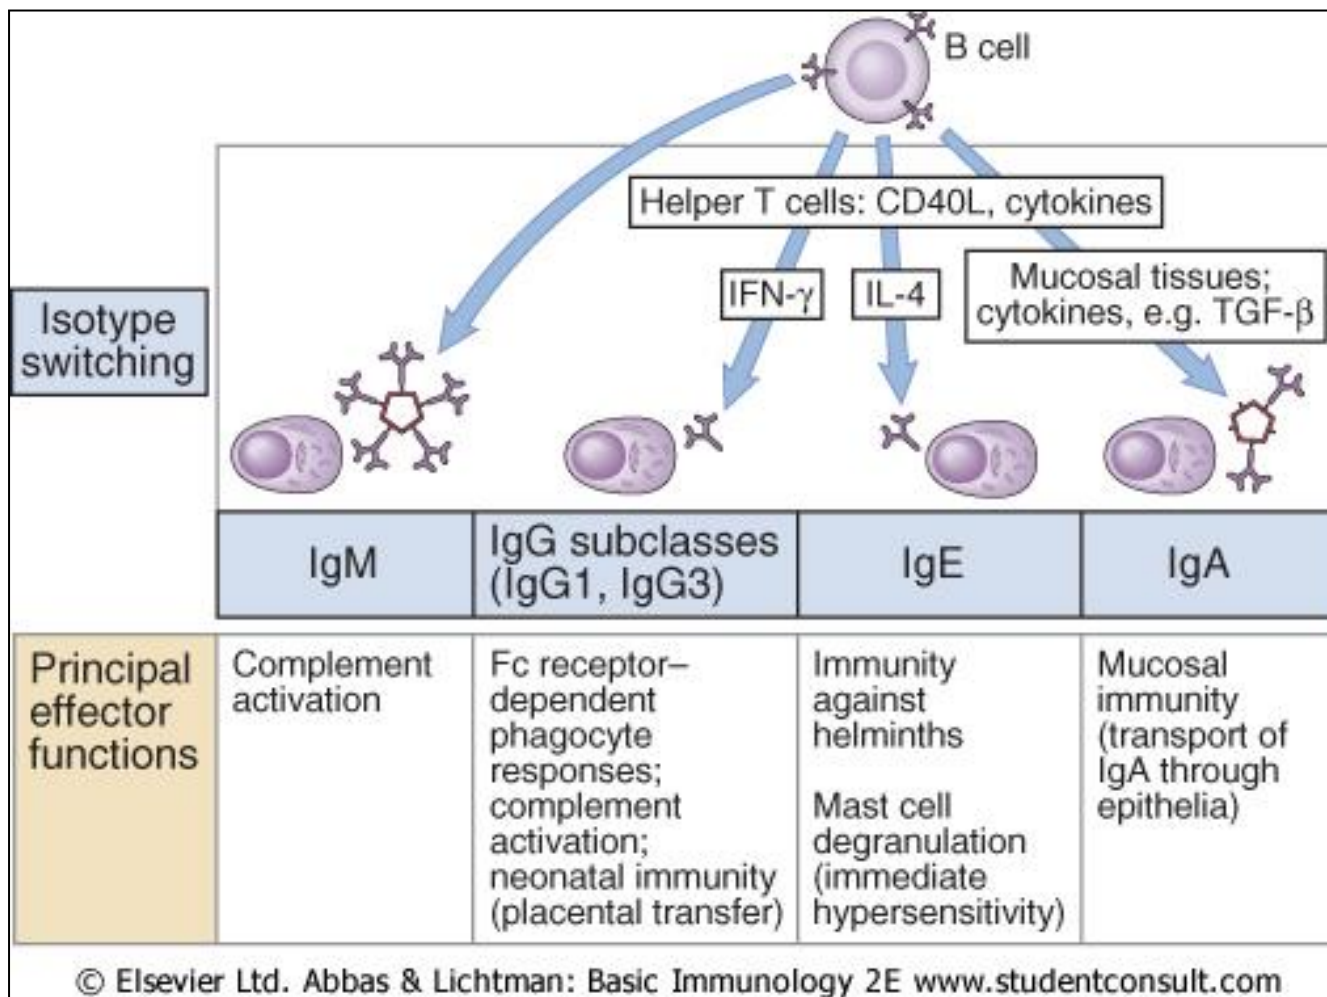 B cell
Helper T cells: CD40L, cytokines
IFN-γ
IL-4
Mucosal tissues;
cytokines, e.g. TGF-β
Isotype
switching
IgM
IgG subclasses
(IgG1, IgG3)
IgE
IgA
Principal
effector
functions
Complement
activation
Fc receptor–
dependent
phagocyte
responses;
complement
activation;
neonatal immunity
(placental transfer)
Immunity
against
helminths
Mast cell
degranulation
(immediate
hypersensitivity)
Mucosal
immunity
(transport of
IgA through
epithelia)
© Elsevier Ltd. Abbas & Lichtman: Basic Immunology 2E www.studentconsult.com